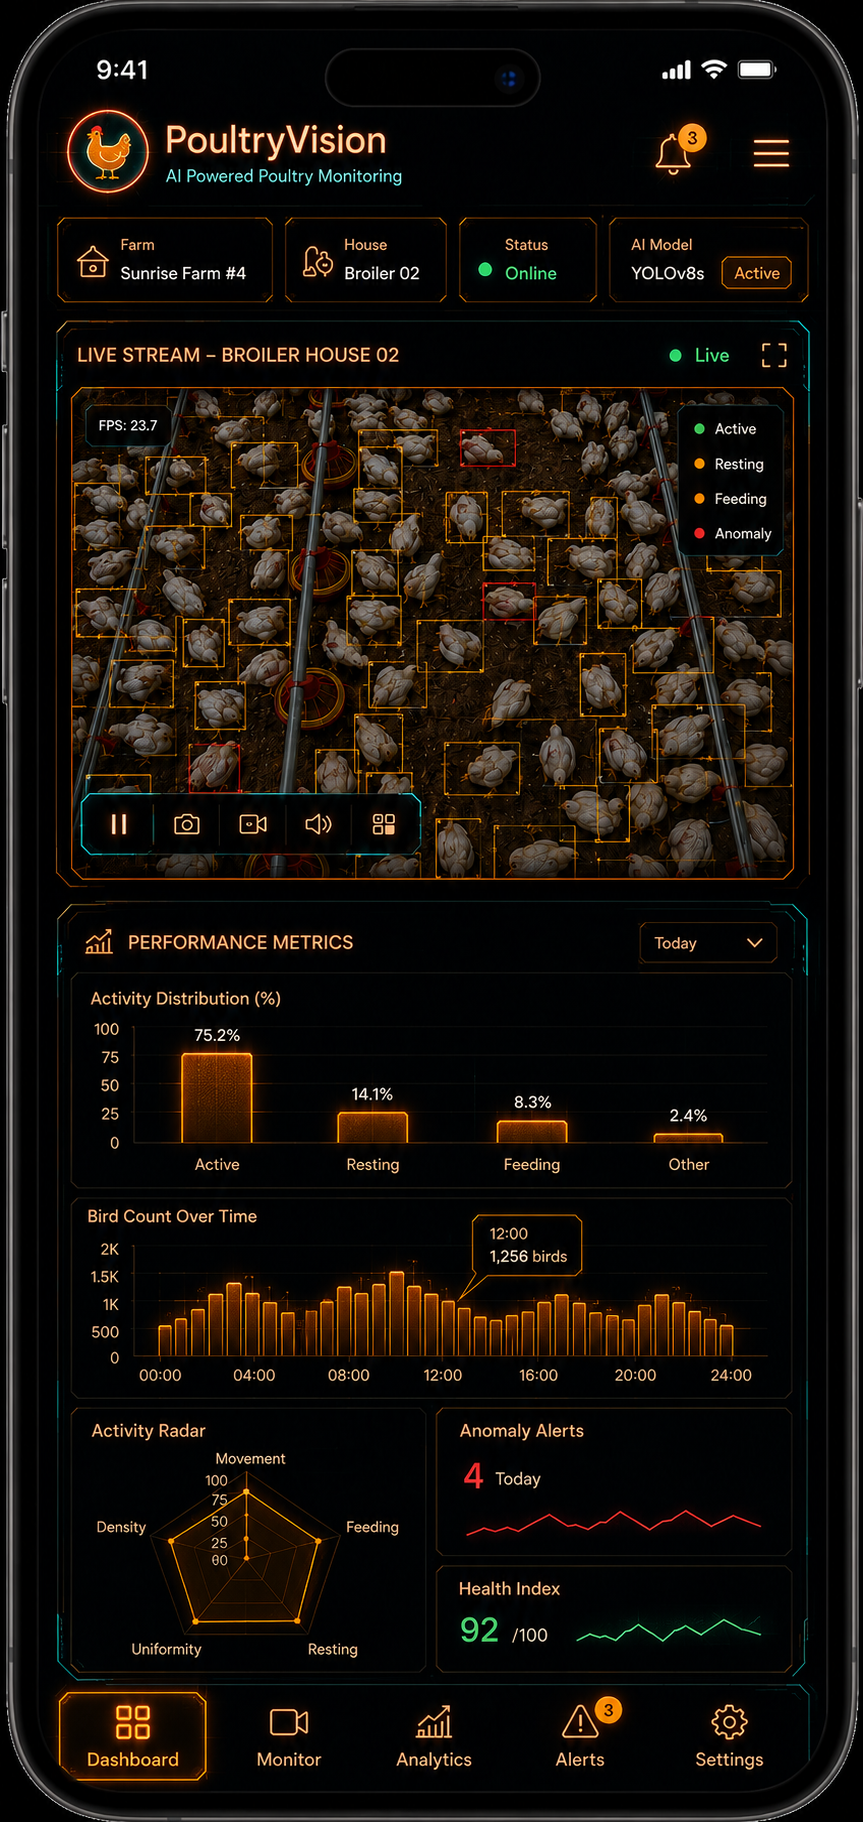 9:41
PoultryVision
3
AI Powered Poultry Monitoring
Farm
Sunrise Farm #4
House
Broiler 02
Status
Online
AI Model
YOLOv8s
Active
LIVE STREAM – BROILER HOUSE 02
Live
FPS: 23.7
Active
Resting
Feeding
Anomaly
PERFORMANCE METRICS
Today
Activity Distribution (%)
100
75
50
25
0
75.2%
14.1%
8.3%
2.4%
Active
Resting
Feeding
Other
Bird Count Over Time
12:00
1,256 birds
2K
1.5K
1K
500
0
00:00
04:00
08:00
12:00
16:00
20:00
24:00
Activity Radar
Movement
100
75
50
25
Density
Feeding
Uniformity
Resting
Anomaly Alerts
4 Today
Health Index
92 /100
Dashboard
Monitor
Analytics
3
Alerts
Settings